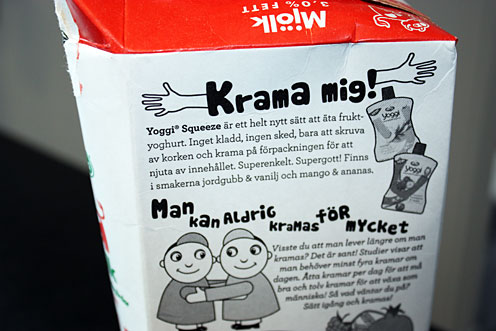 Mjölk
3,0% FETT
Krama mig!
Yoggi® Squeeze är ett helt nytt sätt att äta frukt-
yoghurt. Inget kladd, ingen sked, bara att skruva
av korken och krama på förpackningen för att
njuta av innehållet. Superenkelt. Supergott! Finns
i smakerna jordgubb & vanilj och mango & ananas.
yoggi
yoggi
Man
kan ALDRIG
kramas FÖR
mycket
Visste du att man lever längre om man
kramas? Det är sant! Studier visar att
man behöver minst fyra kramar om
dagen. Åtta kramar per dag för att må
bra och tolv kramar för att växa som
människa! Så vad väntar du på?
Sätt igång och kramas!